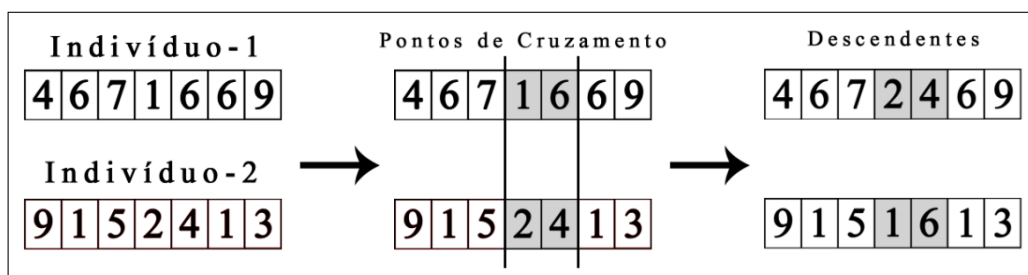 Indivíduo-1
4 6 7 1 6 6 9
Indivíduo-2
9 1 5 2 4 1 3
Pontos de Cruzamento
4 6 7 1 6 6 9
9 1 5 2 4 1 3
Descendentes
4 6 7 2 4 6 9
9 1 5 1 6 1 3